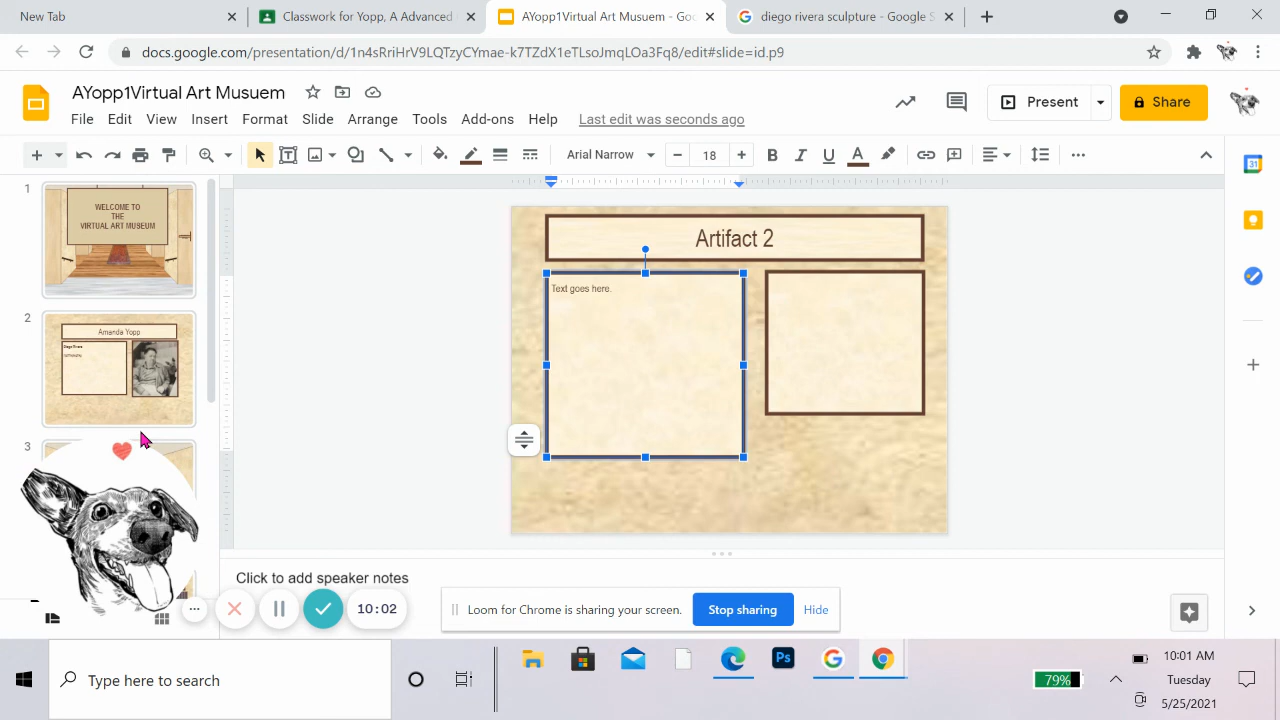 New Tab
Classwork for Yopp, A Advanced
AYopp1Virtual Art Musuem - Goo
diego rivera sculpture - Google S
docs.google.com/presentation/d/1n4sRriHrV9LQTzyCYmae-k7TZdX1eTLsoJmqLOa3Fq8/edit#slide=id.p9
AYopp1Virtual Art Musuem
File Edit View Insert Format Slide Arrange Tools Add-ons Help Last edit was seconds ago
Present
Share
Arial Narrow
18
1
WELCOME TO
THE
VIRTUAL ART MUSEUM
2
Amanda Yopp
3
Artifact 2
Text goes here.
Click to add speaker notes
10:02
Loom for Chrome is sharing your screen.
Stop sharing
Hide
Type here to search
79%
10:01 AM
Tuesday
5/25/2021